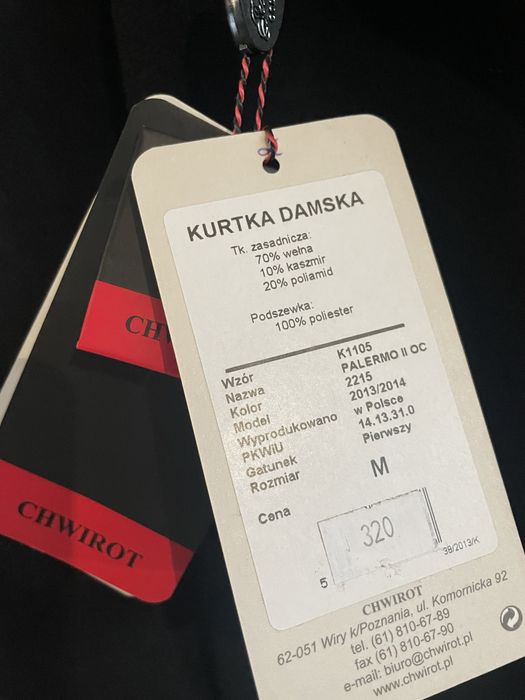 KURTKA DAMSKA
Tk. zasadnicza:
70% wełna
10% kaszmir
20% poliamid
Podszewka:
100% poliester
Wzór K1105
Nazwa PALERMO II OC
Kolor 2215
Model 2013/2014
Wyprodukowano w Polsce
PKWiU 14.13.31.0
Gatunek Pierwszy
Rozmiar M
Cena
320
5
38/2013/K
CHWIROT
62-051 Wiry k/Poznania, ul. Komornicka 92
tel. (61) 810-67-89
fax (61) 810-67-90
e-mail: biuro@chwirot.pl
www.chwirot.pl
CHW
CHWIROT